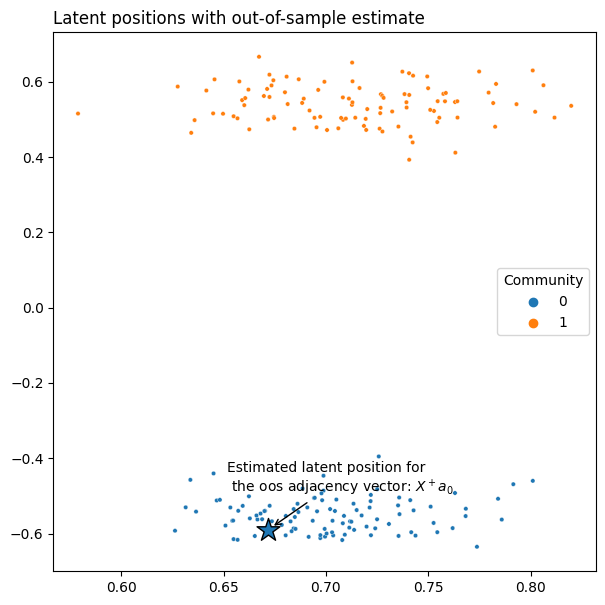 Latent positions with out-of-sample estimate
0.6
0.4
0.2
0.0
−0.2
−0.4
−0.6
Community
0
1
Estimated latent position for
the oos adjacency vector: $X^+a_0$
0.60 0.65 0.70 0.75 0.80